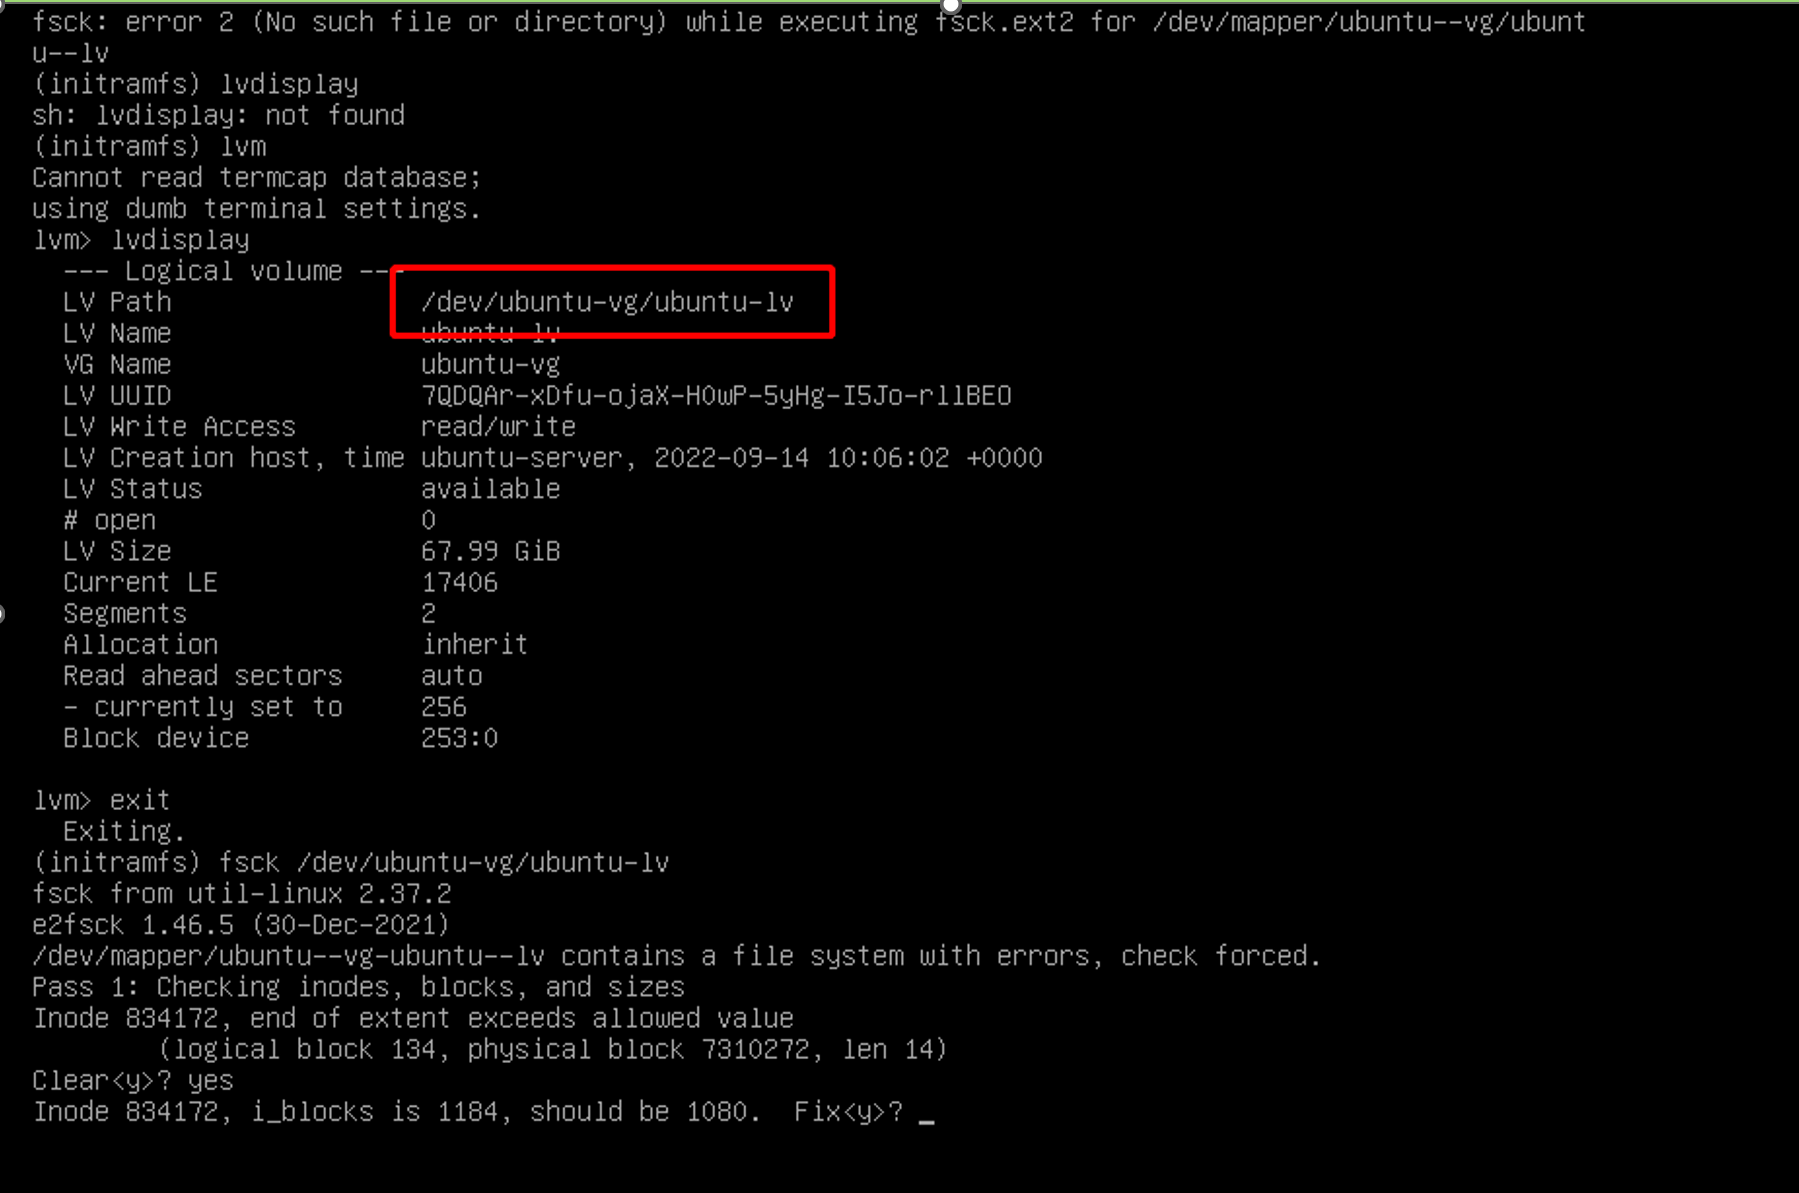 fsck: error 2 (No such file or directory) while executing fsck.ext2 for /dev/mapper/ubuntu--vg/ubunt
u--lv
(initramfs) lvdisplay
sh: lvdisplay: not found
(initramfs) lvm
Cannot read termcap database;
using dumb terminal settings.
lvm> lvdisplay
--- Logical volume ---
LV Path /dev/ubuntu-vg/ubuntu-lv
LV Name ubuntu-lv
VG Name ubuntu-vg
LV UUID 7QDQAr-xDfu-ojaX-HOwP-5yHg-I5Jo-rllBEO
LV Write Access read/write
LV Creation host, time ubuntu-server, 2022-09-14 10:06:02 +0000
LV Status available
# open 0
LV Size 67.99 GiB
Current LE 17406
Segments 2
Allocation inherit
Read ahead sectors auto
- currently set to 256
Block device 253:0
lvm> exit
Exiting.
(initramfs) fsck /dev/ubuntu-vg/ubuntu-lv
fsck from util-linux 2.37.2
e2fsck 1.46.5 (30-Dec-2021)
/dev/mapper/ubuntu--vg-ubuntu--lv contains a file system with errors, check forced.
Pass 1: Checking inodes, blocks, and sizes
Inode 834172, end of extent exceeds allowed value
(logical block 134, physical block 7310272, len 14)
Clear<y>? yes
Inode 834172, i_blocks is 1184, should be 1080.  Fix<y>? _